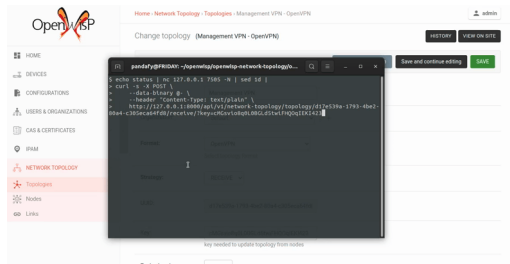 OpenWISP
Home › Network Topology › Topologies › Management VPN - OpenVPN
admin
Change topology (Management VPN - OpenVPN)
HISTORY
VIEW ON SITE
Save and continue editing
SAVE
HOME
DEVICES
CONFIGURATIONS
USERS & ORGANIZATIONS
CAS & CERTIFICATES
IPAM
NETWORK TOPOLOGY
Topologies
Nodes
Links
pandafy@FRIDAY: ~/openwisp/openwisp-network-topology/o...
$ echo status | nc 127.0.0.1 7505 -N | sed 1d |
> curl -s -X POST \
> --data-binary @- \
> --header "Content-Type: text/plain" \
> http://127.0.0.1:8000/api/v1/network-topology/topology/d17e539a-1793-4be2-
80e4-c305eca64fd8/receive/?key=
key needed to update topology from nodes